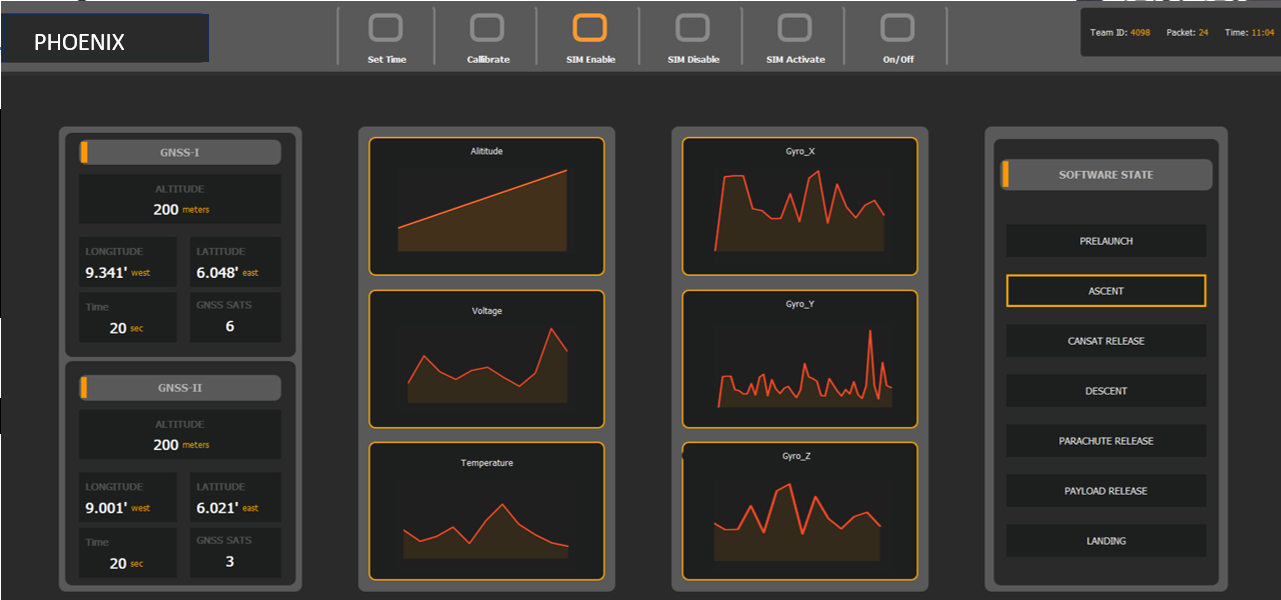 PHOENIX
Set Time
Calibrate
SIM Enable
SIM Disable
SIM Activate
On/Off
Team ID: 4098 Packet: 24 Time: 11:04
GNSS-I
ALTITUDE
200 meters
LONGITUDE
9.341' west
LATITUDE
6.048' east
Time
20 sec
GNSS SATS
6
GNSS-II
ALTITUDE
200 meters
LONGITUDE
9.001' west
LATITUDE
6.021' east
Time
20 sec
GNSS SATS
3
Alititude
Voltage
Temperature
Gyro_X
Gyro_Y
Gyro_Z
SOFTWARE STATE
PRELAUNCH
ASCENT
CANSAT RELEASE
DESCENT
PARACHUTE RELEASE
PAYLOAD RELEASE
LANDING